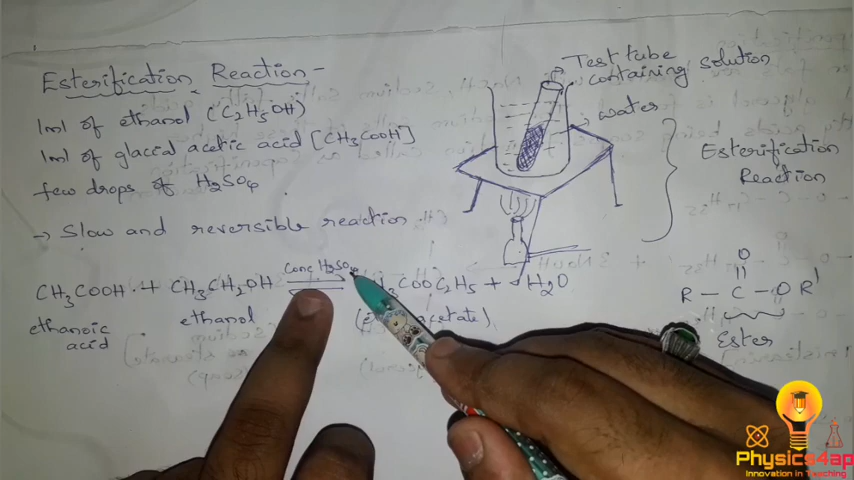 Esterification Reaction -
1ml of ethanol (C2H5OH)
1ml of glacid acetic acid [CH3COOH]
few drops of H2SO4
→ Slow and reversible reaction
Test tube
containing solution
water
Esterification
Reaction
conc H2SO4
CH3COOH + CH3CH2OH COOC2H5 + H2O
ethanoic
acid
ethanol
O
R - C - OR'
Ester
Physics4ap
Innovation in Teaching